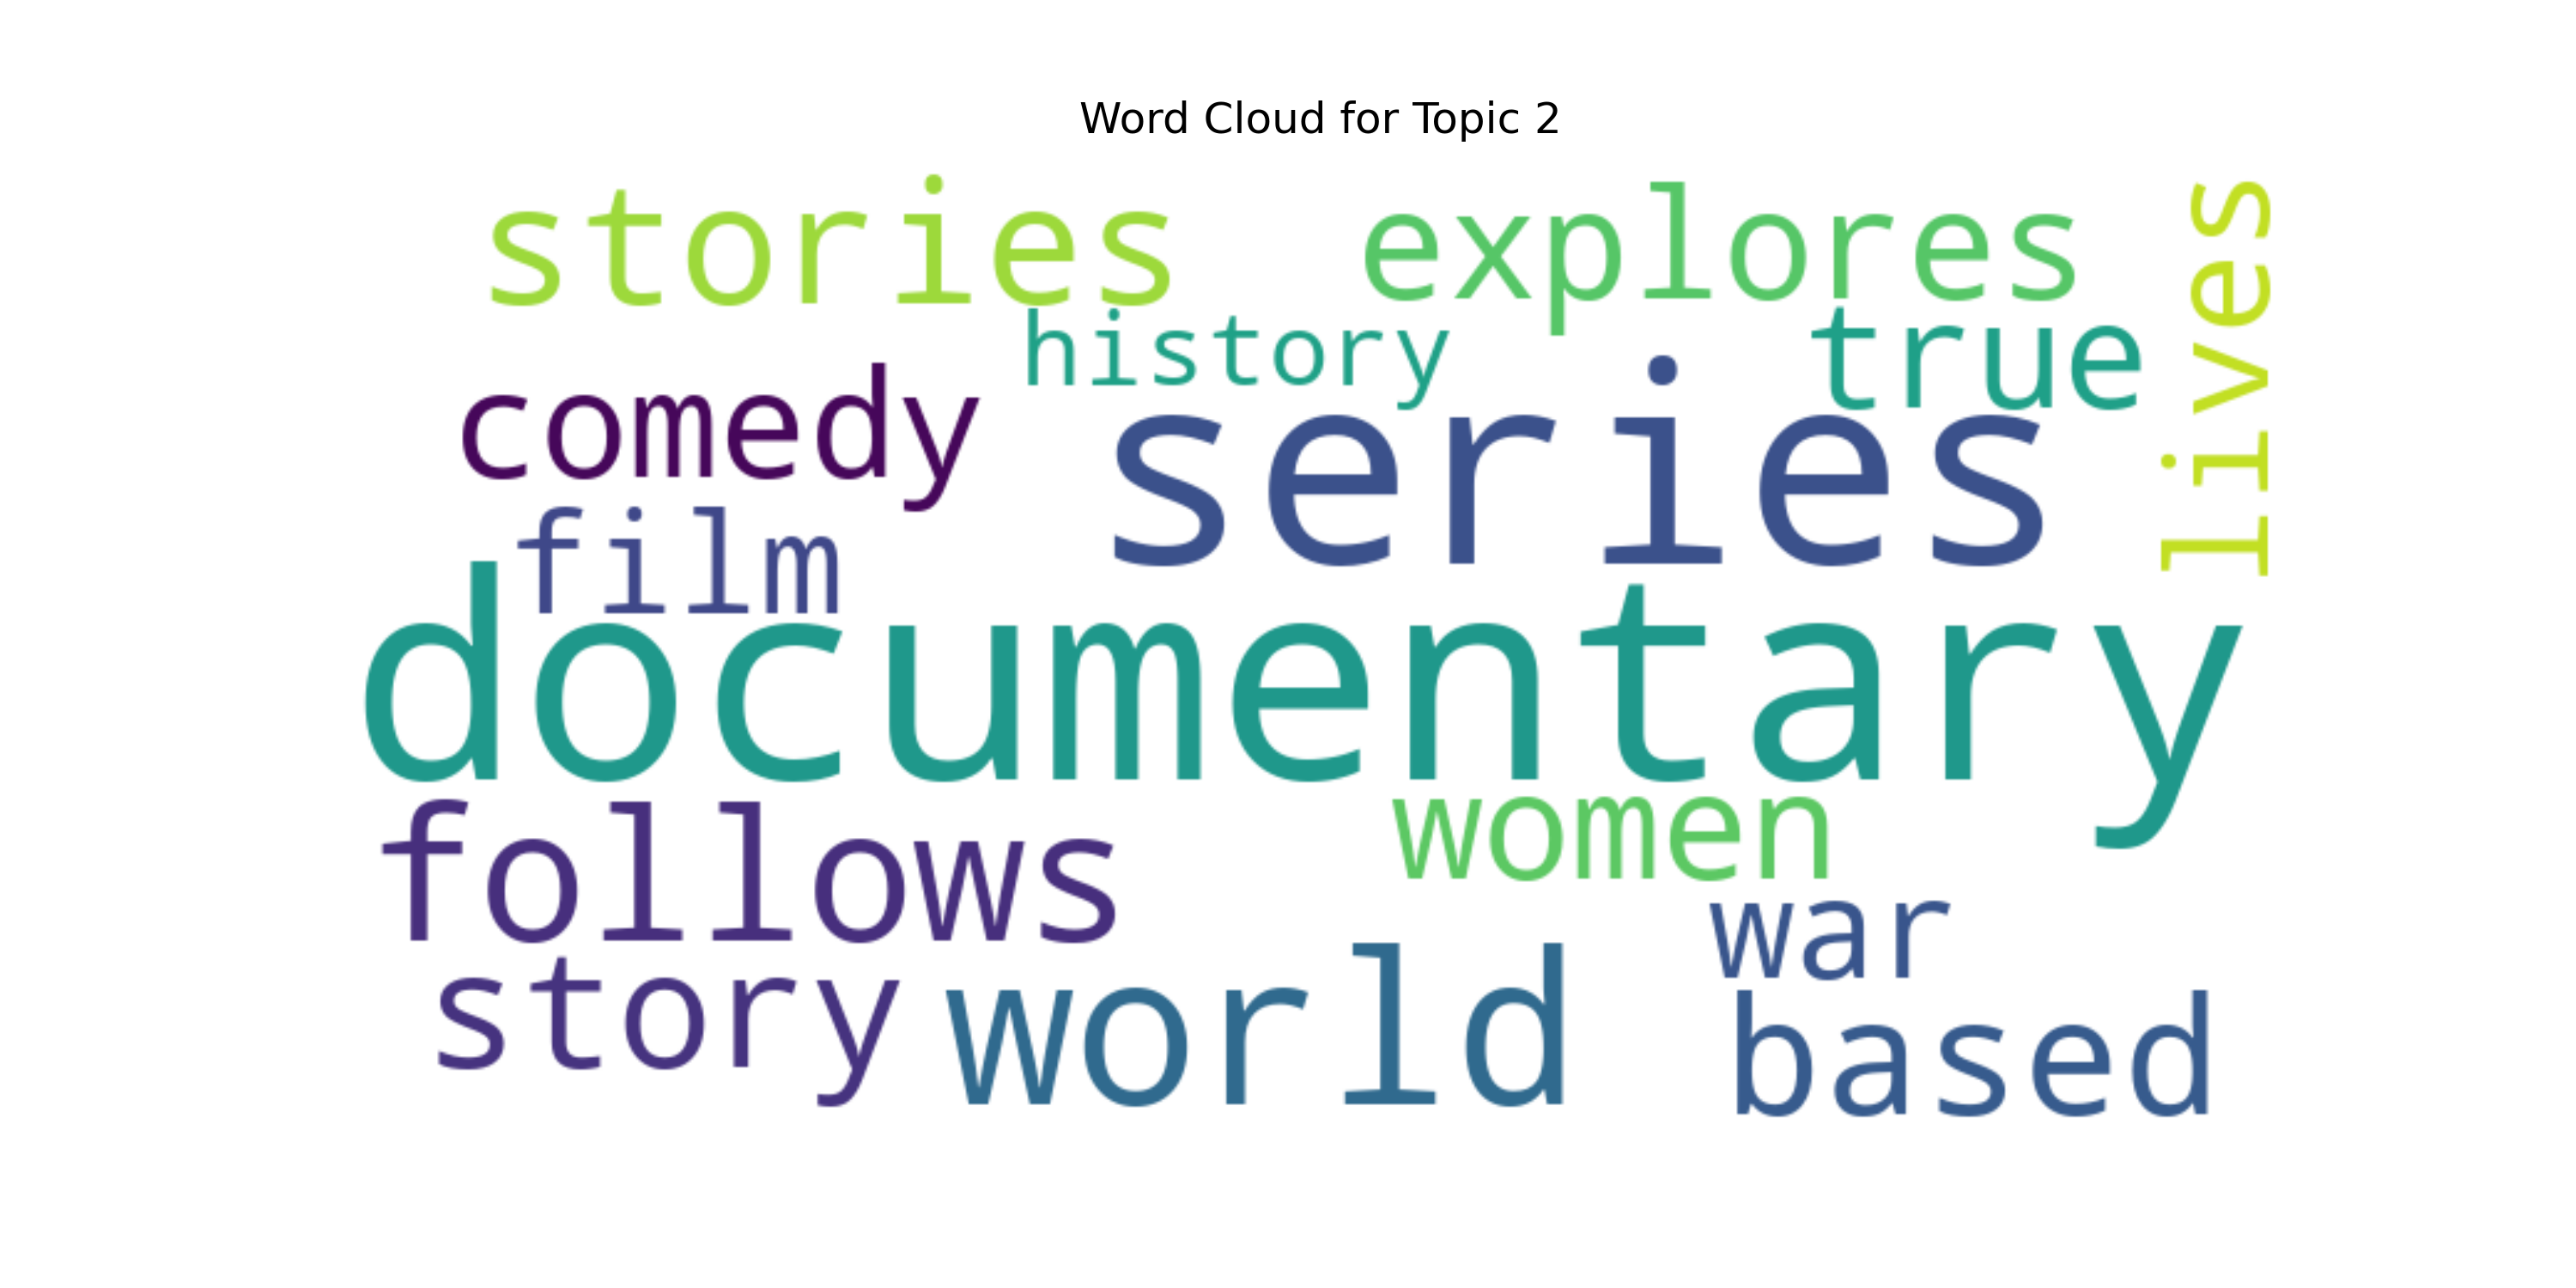 Word Cloud for Topic 2
stories
explores
lives
history
true
comedy
series
film
documentary
follows
women
war
story
world
based